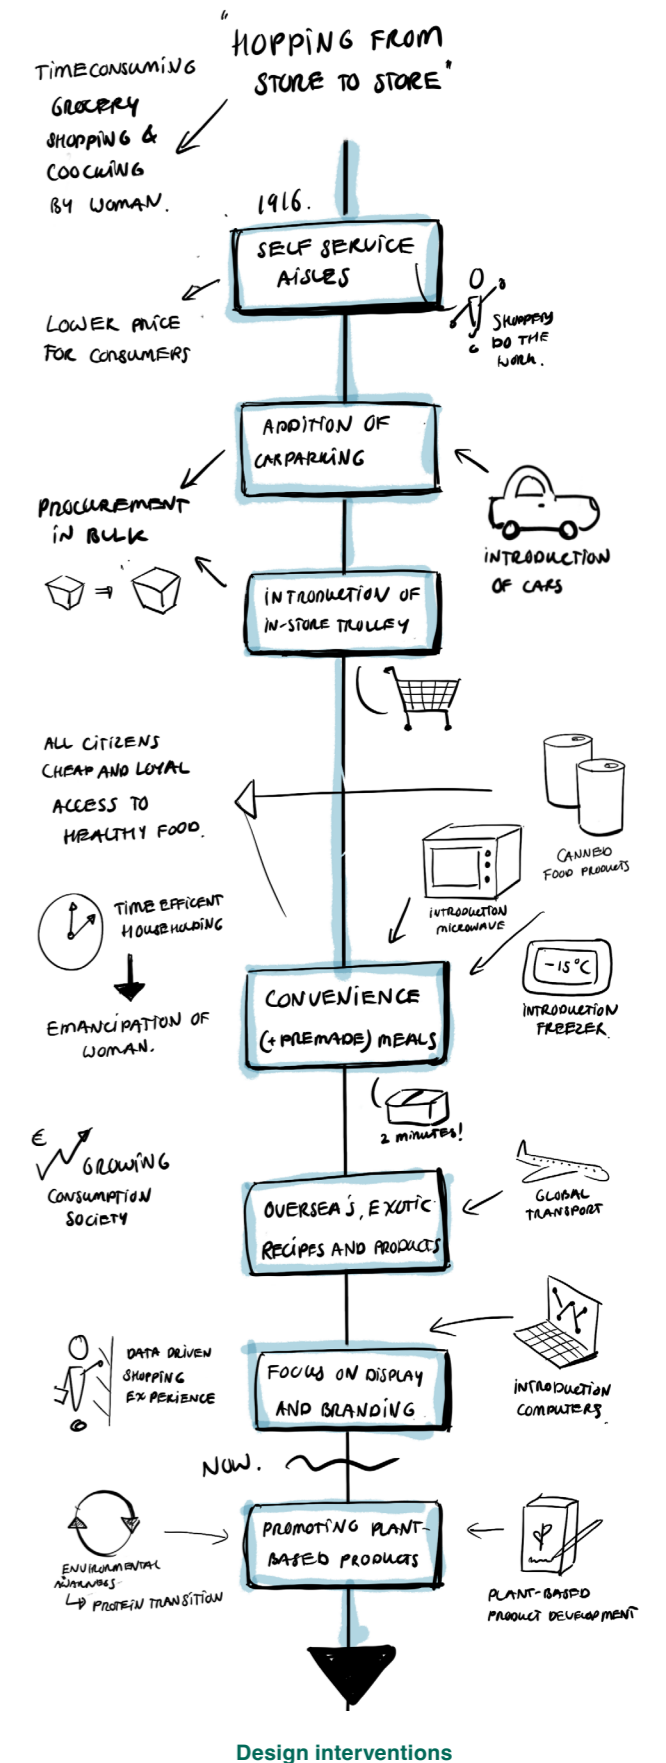 "HOPPING FROM
STORE TO STORE"
TIMECONSUMING
GROCERY
SHOPPING &
COOCKING
BY WOMAN.
1916.
SELF SERVICE
AISLES
LOWER PRICE
FOR CONSUMERS
SHOPPERS
DO THE
WORK.
ADDITION OF
CARPARKING
PROCUREMENT
IN BULK
INTRODUCTION
OF CARS
INTRODUCTION OF
IN-STORE TROLLEY
ALL CITIZENS
CHEAP AND LOYAL
ACCESS TO
HEALTHY FOOD.
CANNED
FOOD PRODUCTS
TIME EFFICENT
HOUSEHOLDING
INTRODUCTION
MICROWAVE
-15°C
INTRODUCTION
FREEZER.
EMANCIPATION OF
WOMAN.
CONVENIENCE
(+PREMADE) MEALS
2 MINUTES!
€
GROWING
CONSUMPTION
SOCIETY
OVERSEA'S, EXOTIC
RECIPES AND PRODUCTS
GLOBAL
TRANSPORT
DATA DRIVEN
SHOPPING
EXPERIENCE
FOCUS ON DISPLAY
AND BRANDING
INTRODUCTION
COMPUTERS.
NOW.
PROMOTING PLANT-
BASED PRODUCTS
ENVIRONMENTAL
AWARNESS
↳ PROTEIN TRANSITION
PLANT-BASED
PRODUCT DEVELOPMENT
Design interventions